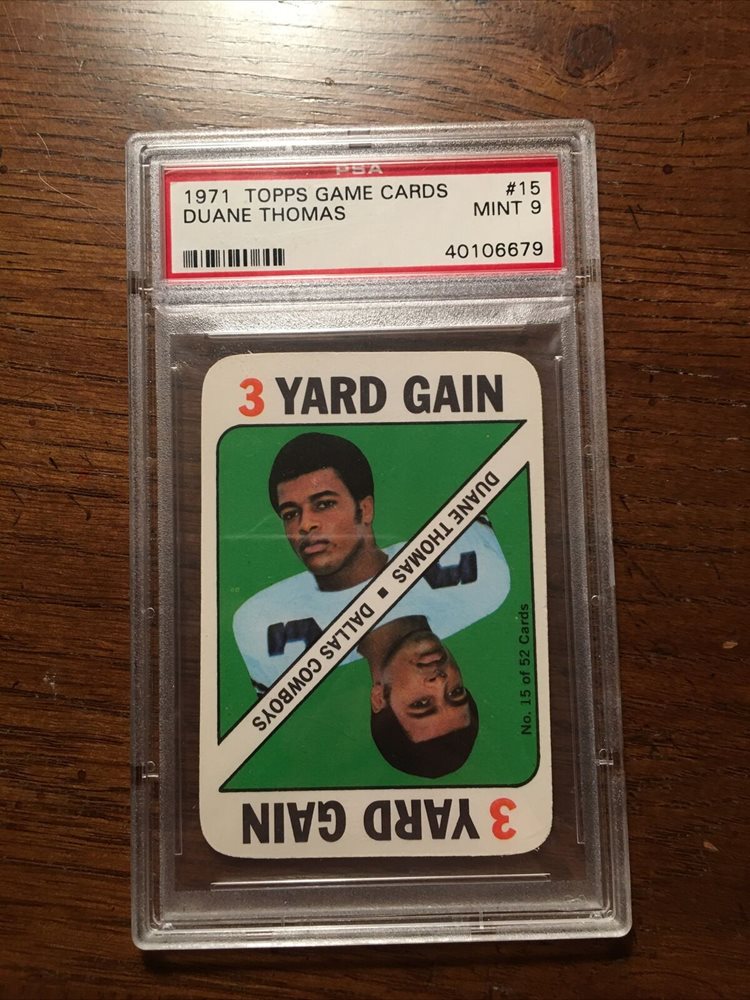 PSA
1971 TOPPS GAME CARDS #15
DUANE THOMAS MINT 9
40106679
3 YARD GAIN
DUANE THOMAS ▪ DALLAS COWBOYS
No. 15 of 52 Cards
3 YARD GAIN